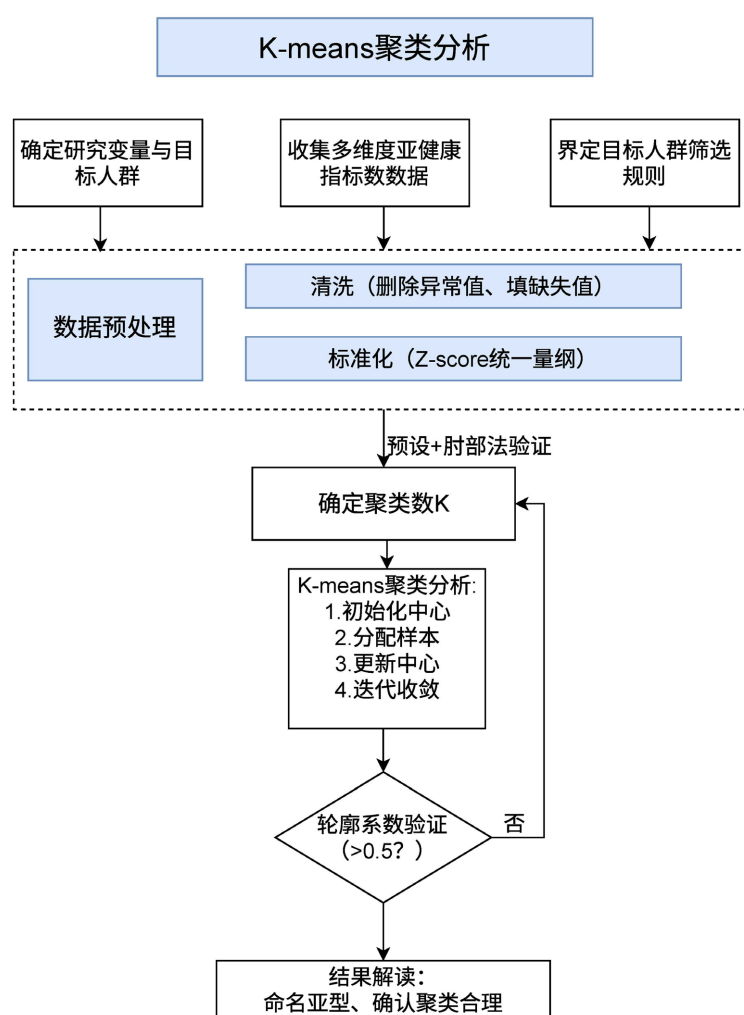 K-means聚类分析
确定研究变量与目
标人群
收集多维度亚健康
指标数数据
界定目标人群筛选
规则
数据预处理
清洗（删除异常值、填缺失值）
标准化（Z-score统一量纲）
预设+肘部法验证
确定聚类数K
K-means聚类分析:
1.初始化中心
2.分配样本
3.更新中心
4.迭代收敛
轮廓系数验证
（>0.5？）
否
结果解读：
命名亚型、确认聚类合理